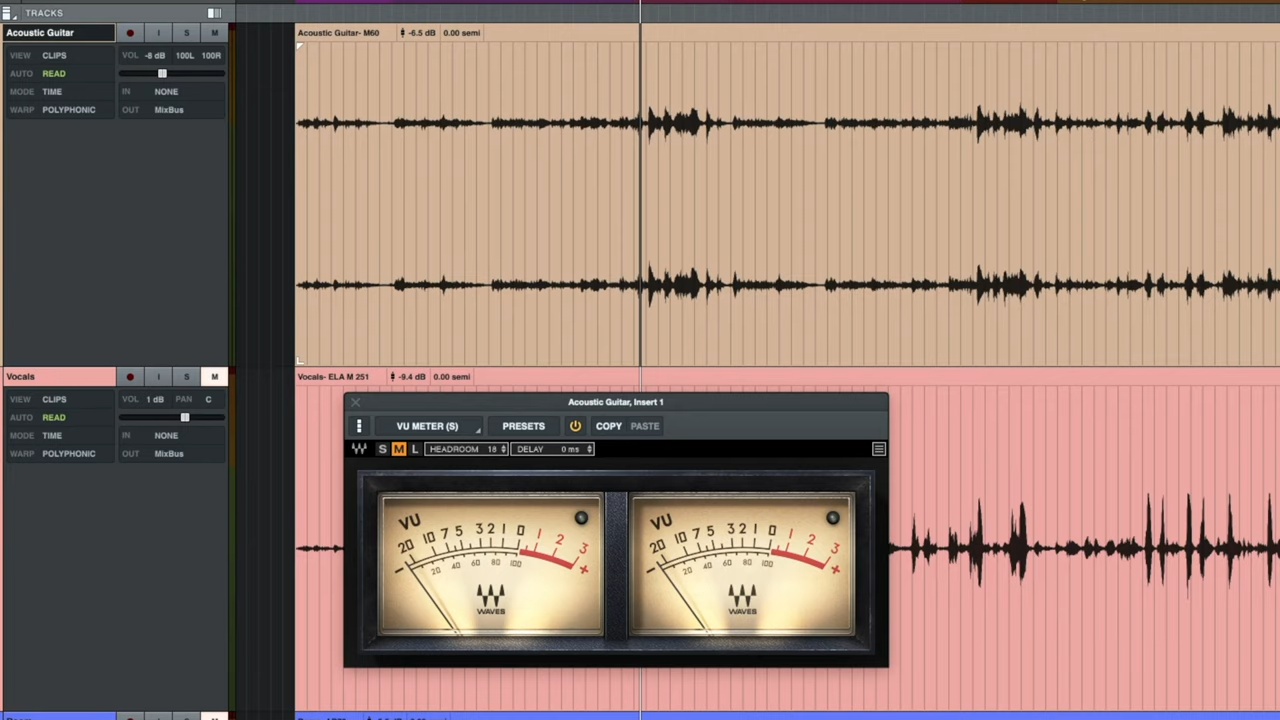 TRACKS
Acoustic Guitar I S M
VIEW CLIPS VOL -8 dB 100L 100R
AUTO READ
MODE TIME IN NONE
WARP POLYPHONIC OUT MixBus
Acoustic Guitar- M60 -6.5 dB 0.00 semi
Vocals I S M
VIEW CLIPS VOL 1 dB PAN C
AUTO READ
MODE TIME IN NONE
WARP POLYPHONIC OUT MixBus
Vocals- ELA M 251 -9.4 dB 0.00 semi
Acoustic Guitar, Insert 1
VU METER (S) PRESETS COPY PASTE
S M L HEADROOM 18 DELAY 0 ms
VU
20 10 7 5 3 2 1 0 1 2 3
- 20 40 60 80 100 +
WAVES
VU
20 10 7 5 3 2 1 0 1 2 3
- 20 40 60 80 100 +
WAVES